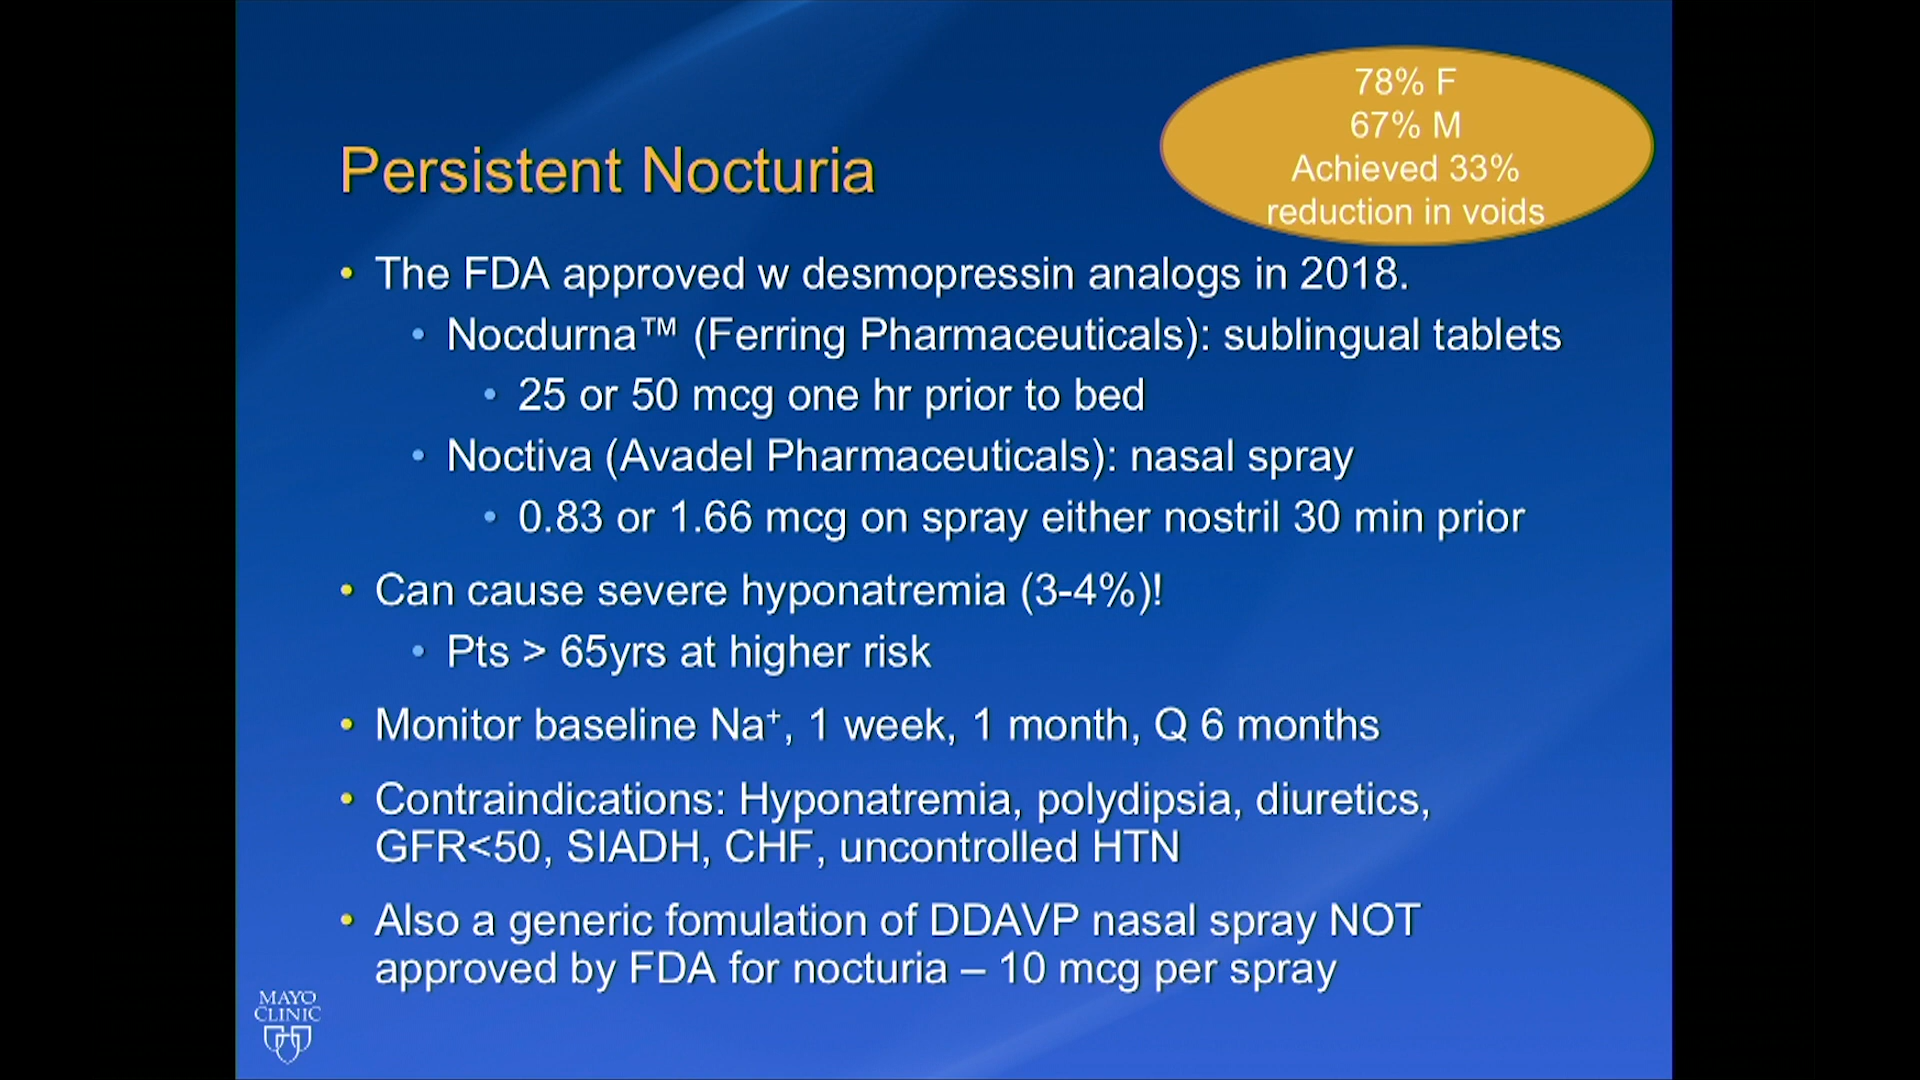 78% F
67% M
Achieved 33%
reduction in voids
Persistent Nocturia
• The FDA approved w desmopressin analogs in 2018.
• Nocdurna™ (Ferring Pharmaceuticals): sublingual tablets
• 25 or 50 mcg one hr prior to bed
• Noctiva (Avadel Pharmaceuticals): nasal spray
• 0.83 or 1.66 mcg on spray either nostril 30 min prior
• Can cause severe hyponatremia (3-4%)!
• Pts > 65yrs at higher risk
• Monitor baseline Na⁺, 1 week, 1 month, Q 6 months
• Contraindications: Hyponatremia, polydipsia, diuretics,
GFR<50, SIADH, CHF, uncontrolled HTN
• Also a generic fomulation of DDAVP nasal spray NOT
approved by FDA for nocturia – 10 mcg per spray
MAYO
CLINIC